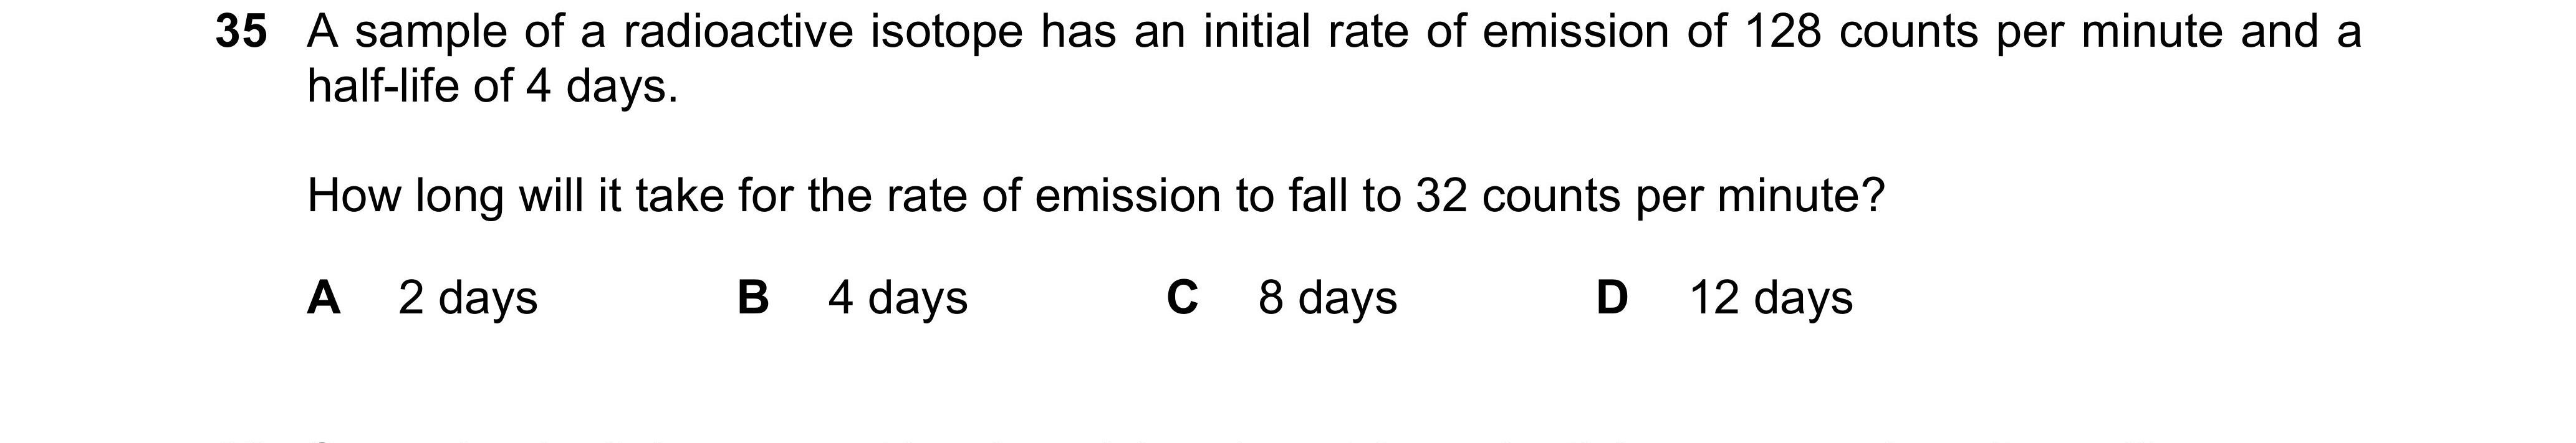 35 A sample of a radioactive isotope has an initial rate of emission of 128 counts per minute and a
half-life of 4 days.
How long will it take for the rate of emission to fall to 32 counts per minute?
A 2 days B 4 days C 8 days D 12 days